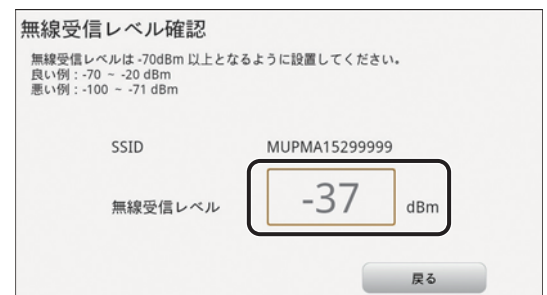 無線受信レベル確認
無線受信レベルは -70dBm 以上となるように設置してください。
良い例：-70 ~ -20 dBm
悪い例：-100 ~ -71 dBm
SSID MUPMA15299999
無線受信レベル -37 dBm
戻る